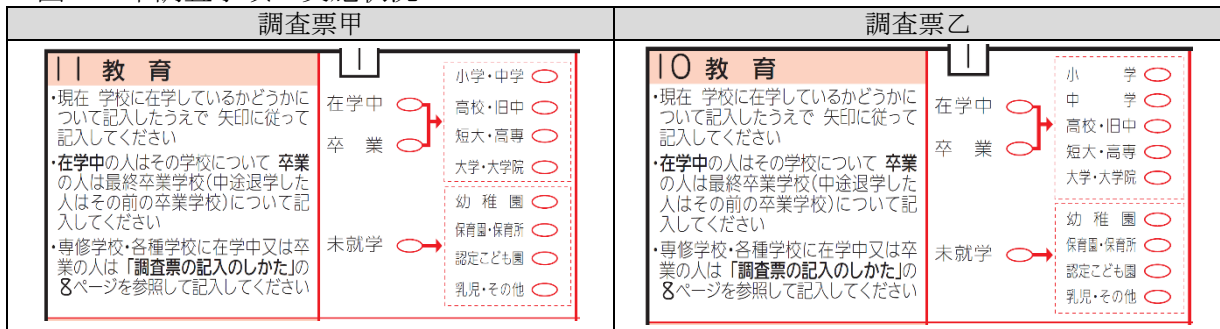 調査票甲
調査票乙
11 教 育
・現在 学校に在学しているかどうかに
ついて記入したうえで 矢印に従って
記入してください
・在学中の人はその学校について 卒業
の人は最終卒業学校(中途退学した
人はその前の卒業学校)について記
入してください
・専修学校・各種学校に在学中又は卒
業の人は「調査票の記入のしかた」の
8ページを参照して記入してください
1
在学中
卒 業
未就学
小学・中学
高校・旧中
短大・高専
大学・大学院
幼 稚 園
保育園・保育所
認定こども園
乳児・その他
10 教 育
・現在 学校に在学しているかどうかに
ついて記入したうえで 矢印に従って
記入してください
・在学中の人はその学校について 卒業
の人は最終卒業学校(中途退学した
人はその前の卒業学校)について記
入してください
・専修学校・各種学校に在学中又は卒
業の人は「調査票の記入のしかた」の
8ページを参照して記入してください
1
在学中
卒 業
未就学
小 学
中 学
高校・旧中
短大・高専
大学・大学院
幼 稚 園
保育園・保育所
認定こども園
乳児・その他